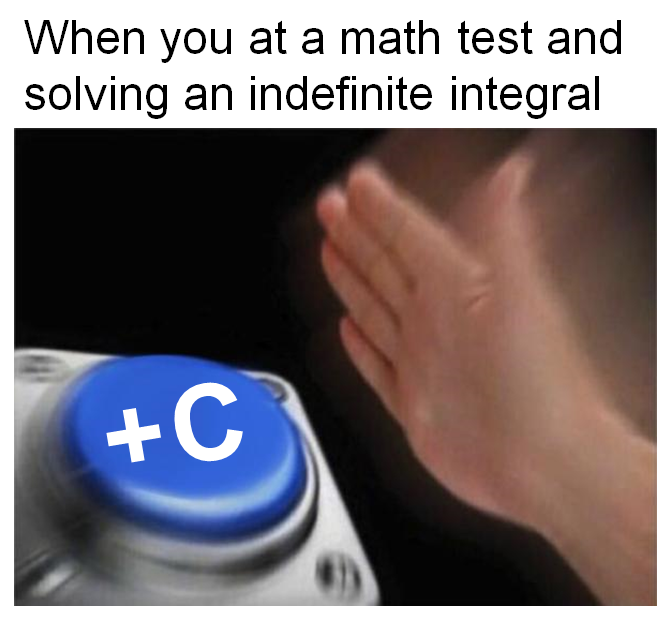 When you at a math test and
solving an indefinite integral
+C